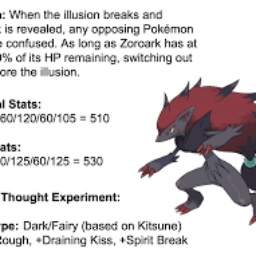 : When the illusion breaks and
is revealed, any opposing Pokémon
confused. As long as Zoroark has at
% of its HP remaining, switching out
ore the illusion.
Stats:
60/120/60/105 = 510
ats:
0/125/60/125 = 530
Thought Experiment:
ype: Dark/Fairy (based on Kitsune)
Rough, +Draining Kiss, +Spirit Break